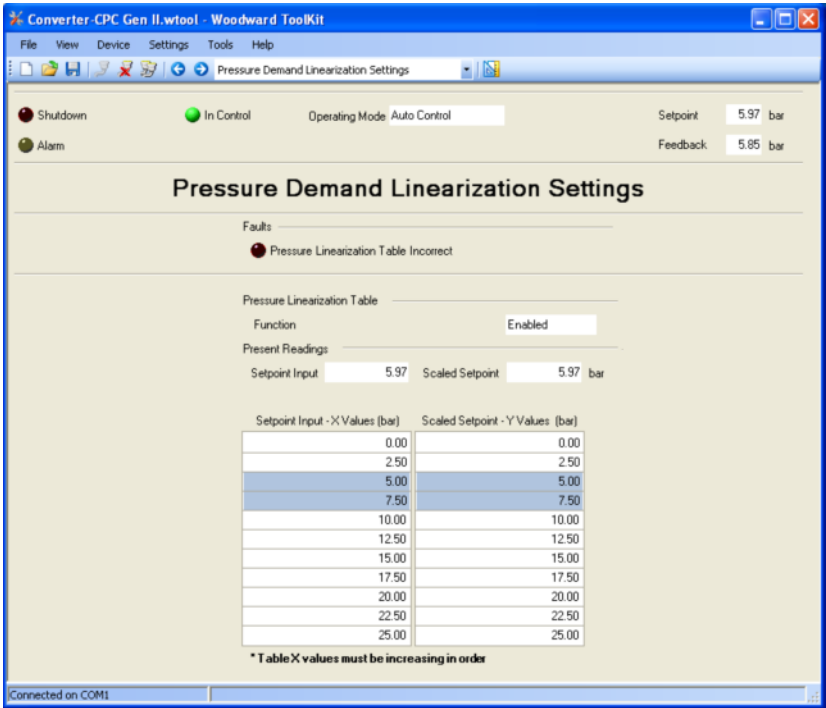 Converter-CPC Gen II.wtool - Woodward ToolKit
File View Device Settings Tools Help
Pressure Demand Linearization Settings
Shutdown In Control Operating Mode Auto Control Setpoint 5.97 bar
Alarm Feedback 5.85 bar
Pressure Demand Linearization Settings
Faults
Pressure Linearization Table Incorrect
Pressure Linearization Table
Function Enabled
Present Readings
Setpoint Input 5.97 Scaled Setpoint 5.97 bar
Setpoint Input - X Values (bar) Scaled Setpoint - Y Values (bar)
0.00 0.00
2.50 2.50
5.00 5.00
7.50 7.50
10.00 10.00
12.50 12.50
15.00 15.00
17.50 17.50
20.00 20.00
22.50 22.50
25.00 25.00
* Table X values must be increasing in order
Connected on COM1